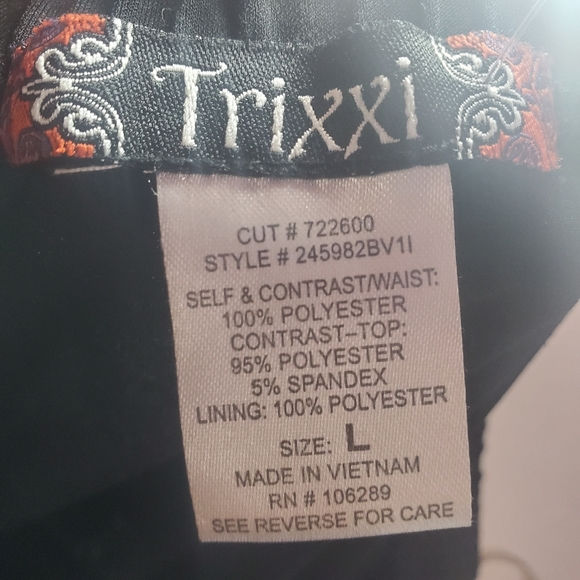 Trixxi
CUT # 722600
STYLE # 245982BV1I
SELF & CONTRAST/WAIST:
100% POLYESTER
CONTRAST–TOP:
95% POLYESTER
5% SPANDEX
LINING: 100% POLYESTER
SIZE: L
MADE IN VIETNAM
RN # 106289
SEE REVERSE FOR CARE